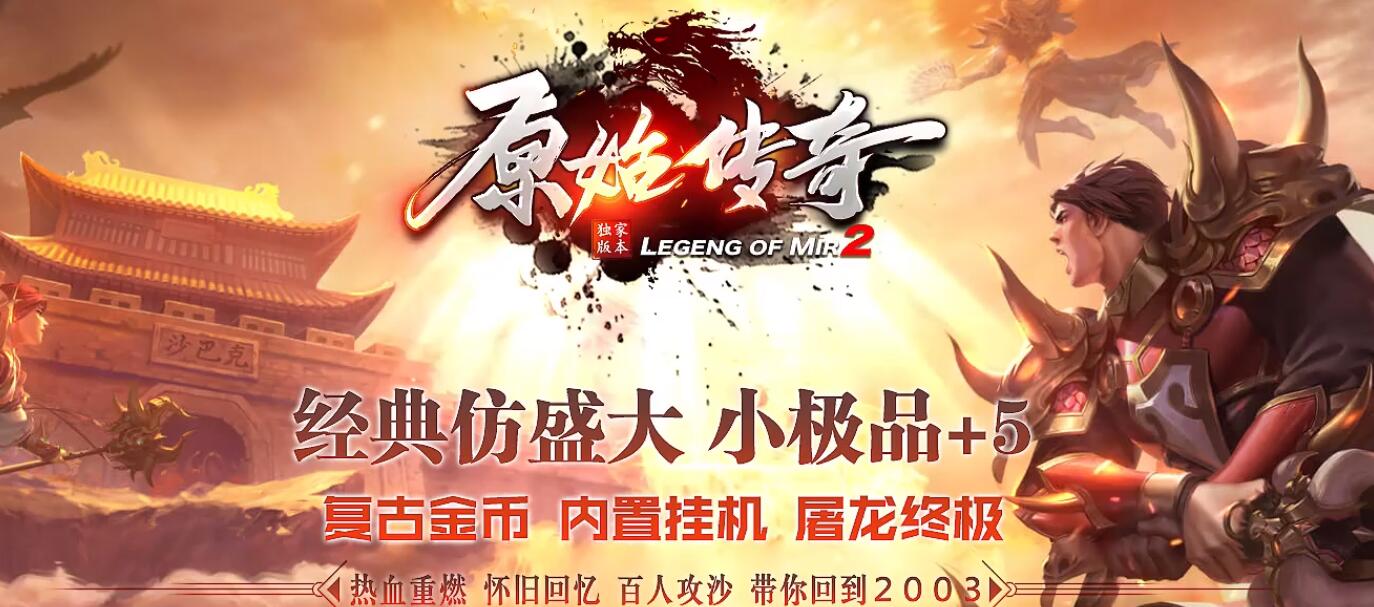 原始传奇
独家
版本
LEGENG OF MIR 2
沙巴克
经典仿盛大 小极品+5
复古金币 内置挂机 屠龙终极
热血重燃 怀旧回忆 百人攻沙 带你回到2003